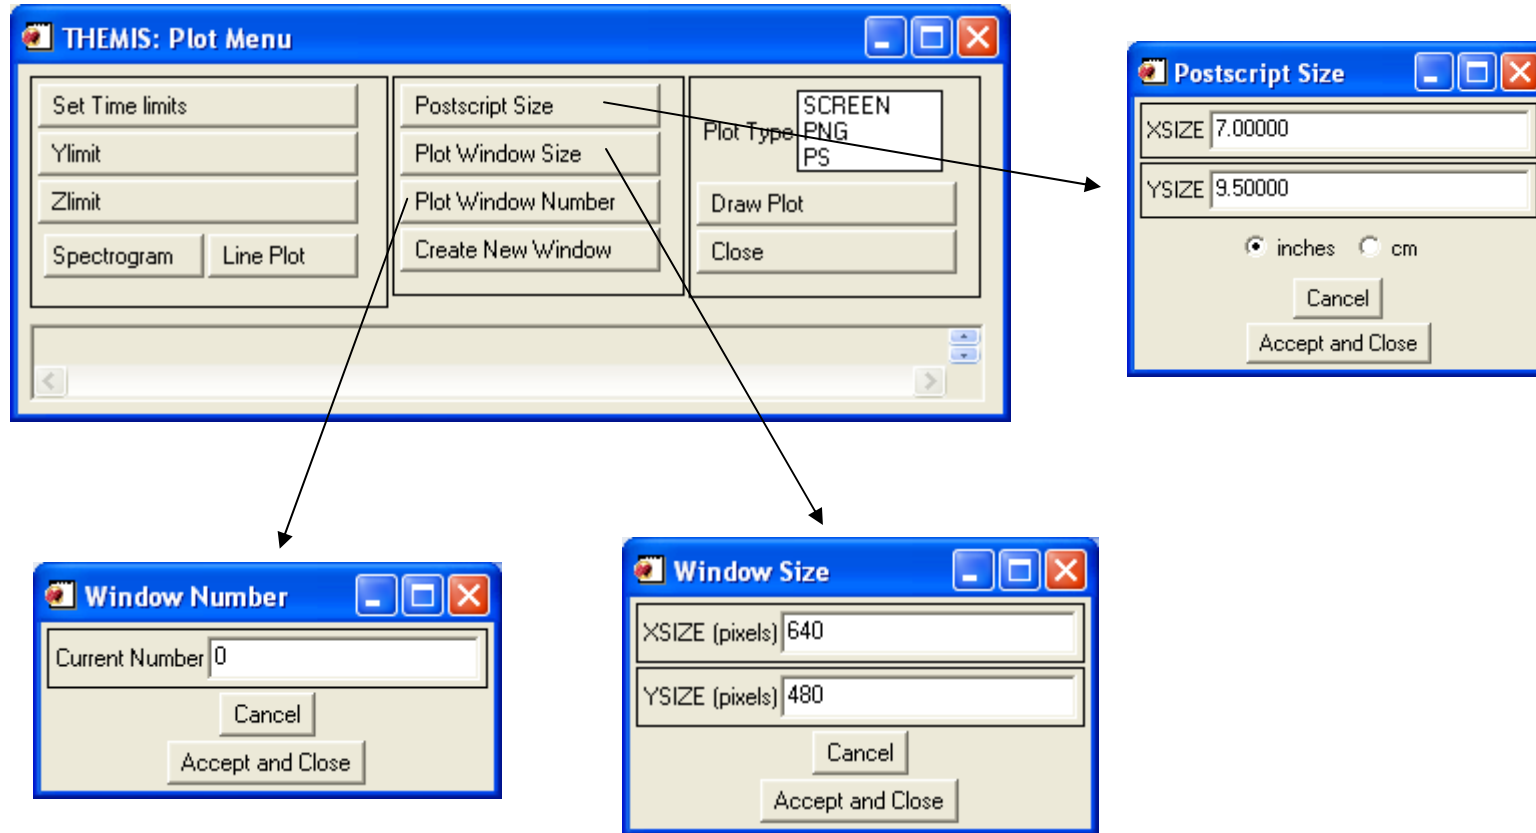 THEMIS: Plot Menu
Set Time limits
Ylimit
Zlimit
Spectrogram Line Plot
Postscript Size
Plot Window Size
Plot Window Number
Create New Window
Plot Type
SCREEN
PNG
PS
Draw Plot
Close
Postscript Size
XSIZE 7.00000
YSIZE 9.50000
inches cm
Cancel
Accept and Close
Window Number
Current Number 0
Cancel
Accept and Close
Window Size
XSIZE (pixels) 640
YSIZE (pixels) 480
Cancel
Accept and Close